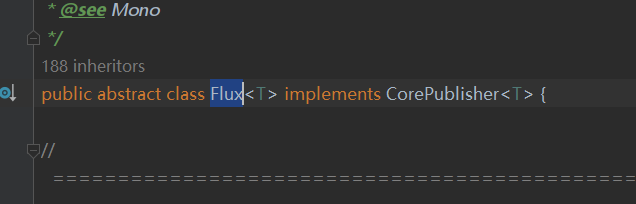 * @see Mono
*/
188 inheritors
public abstract class Flux<T> implements CorePublisher<T> {
//
=============================================